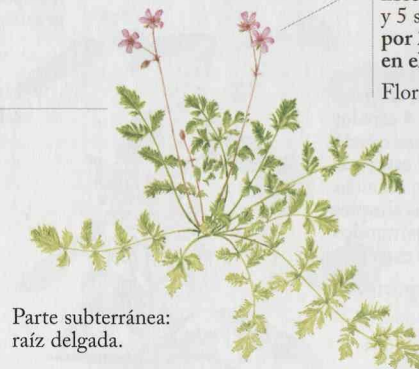 y 5 s
por
en el
Flor
Parte subterránea:
raíz delgada.